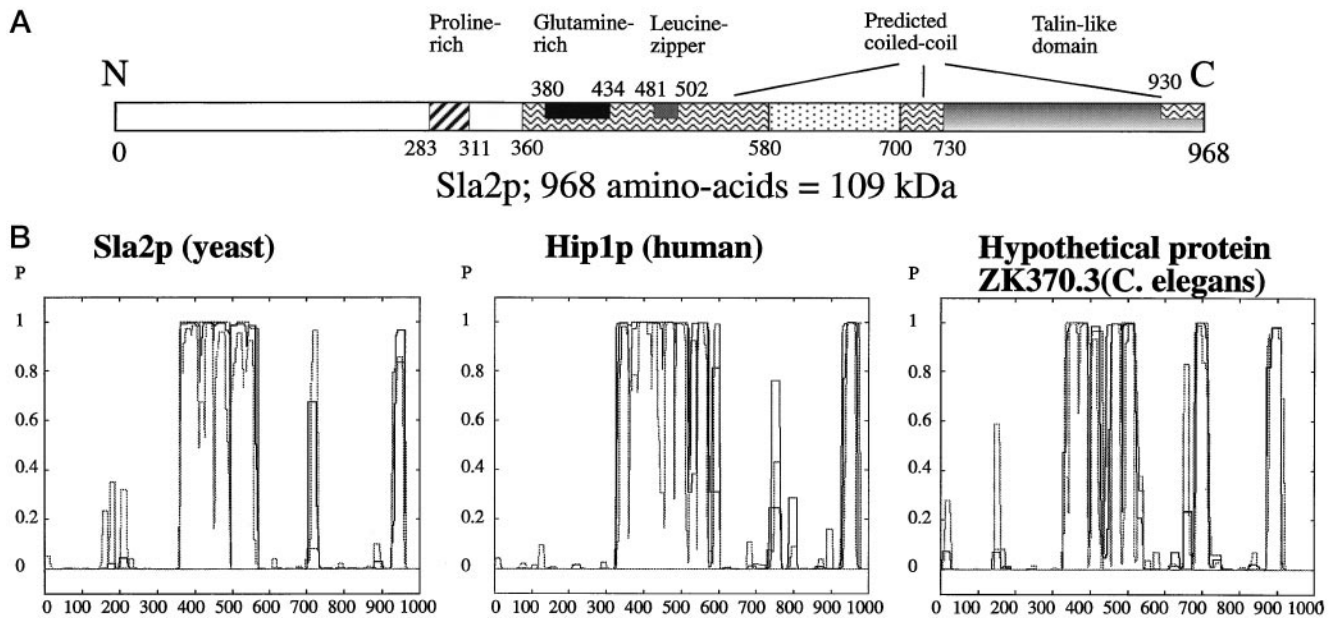 A
Proline-
rich
Glutamine-
rich
Leucine-
zipper
Predicted
coiled-coil
Talin-like
domain
N
C
380 434 481 502 930
0 283 311 360 580 700 730 968
Sla2p; 968 amino-acids = 109 kDa
B
Sla2p (yeast)
P
1
0.8
0.6
0.4
0.2
0
0 100 200 300 400 500 600 700 800 900 1000
Hip1p (human)
P
1
0.8
0.6
0.4
0.2
0
0 100 200 300 400 500 600 700 800 900 1000
Hypothetical protein
ZK370.3(C. elegans)
P
1
0.8
0.6
0.4
0.2
0
0 100 200 300 400 500 600 700 800 900 1000